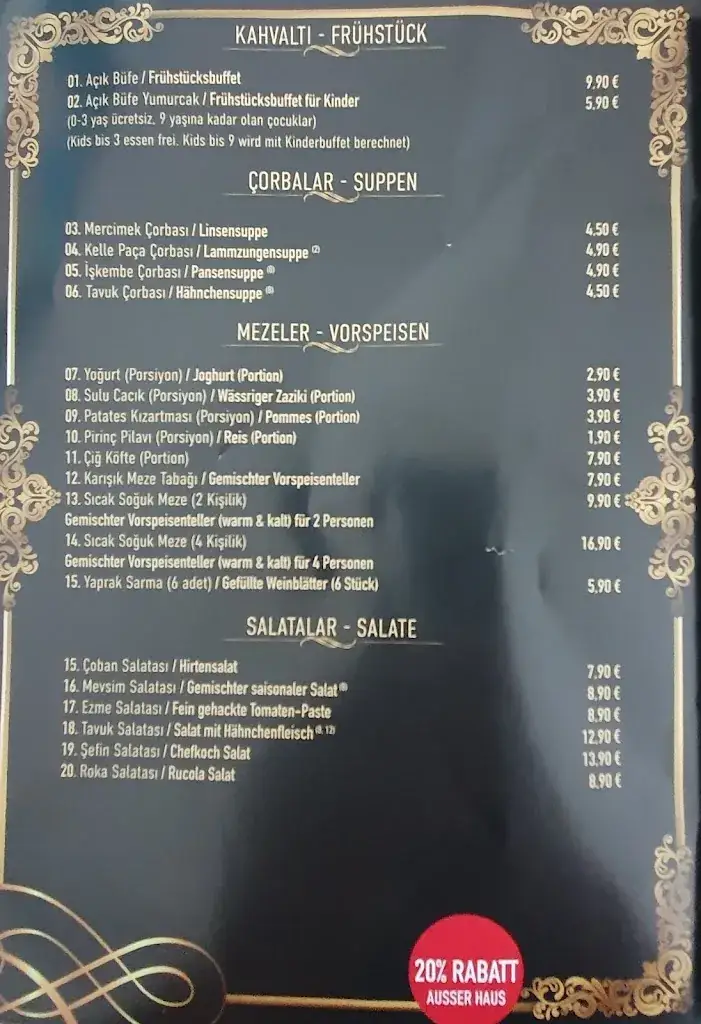 KAHVALTI - FRÜHSTÜCK
01. Açık Büfe / Frühstücksbuffet 9,90 €
02. Açık Büfe Yumurcak / Frühstücksbuffet für Kinder 5,90 €
(0-3 yaş ücretsiz, 9 yaşına kadar olan çocuklar)
(Kids bis 3 essen frei. Kids bis 9 wird mit Kinderbuffet berechnet)
ÇORBALAR - SUPPEN
03. Mercimek Çorbası / Linsensuppe 4,50 €
04. Kelle Paça Çorbası / Lammzungensuppe (2) 4,90 €
05. İşkembe Çorbası / Pansensuppe 4,90 €
06. Tavuk Çorbası / Hähnchensuppe 4,50 €
MEZELER - VORSPEISEN
07. Yoğurt (Porsiyon) / Joghurt (Portion) 2,90 €
08. Sulu Cacık (Porsiyon) / Wässriger Zaziki (Portion) 3,90 €
09. Patates Kızartması (Porsiyon) / Pommes (Portion) 3,90 €
10. Pirinç Pilavı (Porsiyon) / Reis (Portion) 1,90 €
11. Çiğ Köfte (Portion) 7,90 €
12. Karışık Meze Tabağı / Gemischter Vorspeisenteller 7,90 €
13. Sıcak Soğuk Meze (2 Kişilik) 9,90 €
Gemischter Vorspeisenteller (warm & kalt) für 2 Personen
14. Sıcak Soğuk Meze (4 Kişilik) 16,90 €
Gemischter Vorspeisenteller (warm & kalt) für 4 Personen
15. Yaprak Sarma (6 adet) / Gefüllte Weinblätter (6 Stück) 5,90 €
SALATALAR - SALATE
15. Çoban Salatası / Hirtensalat 7,90 €
16. Mevsim Salatası / Gemischter saisonaler Salat 8,90 €
17. Ezme Salatası / Fein gehackte Tomaten-Paste 8,90 €
18. Tavuk Salatası / Salat mit Hähnchenfleisch (8, 12) 12,90 €
19. Şefin Salatası / Chefkoch Salat 13,90 €
20. Roka Salatası / Rucola Salat 8,90 €
20% RABATT
AUSSER HAUS